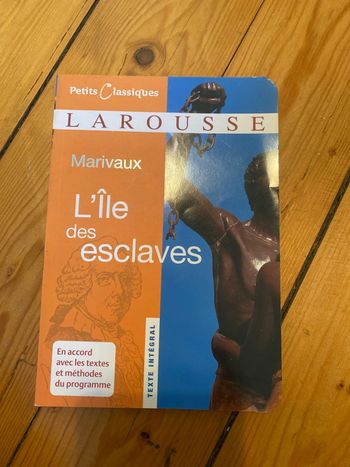 Petits Classiques
LAROUSSE
Marivaux
L'Île
des
esclaves
En accord
avec les textes
et méthodes
du programme
TEXTE INTÉGRAL